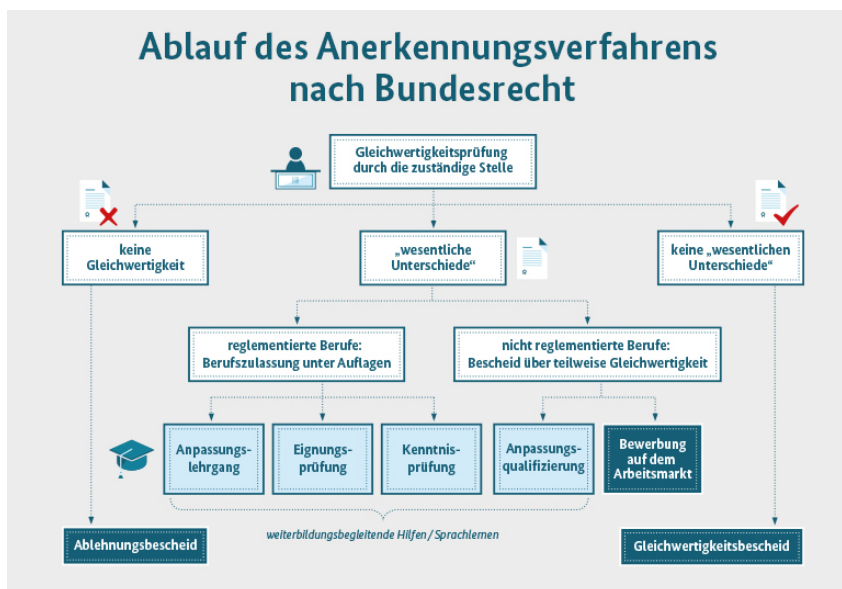 Ablauf des Anerkennungsverfahrens
nach Bundesrecht
Gleichwertigkeitsprüfung
durch die zuständige Stelle
keine
Gleichwertigkeit
„wesentliche
Unterschiede“
keine „wesentlichen
Unterschiede“
reglementierte Berufe:
Berufszulassung unter Auflagen
nicht reglementierte Berufe:
Bescheid über teilweise Gleichwertigkeit
Anpassungs-
lehrgang
Eignungs-
prüfung
Kenntnis-
prüfung
Anpassungs-
qualifizierung
Bewerbung
auf dem
Arbeitsmarkt
weiterbildungsbegleitende Hilfen / Sprachlernen
Ablehnungsbescheid
Gleichwertigkeitsbescheid